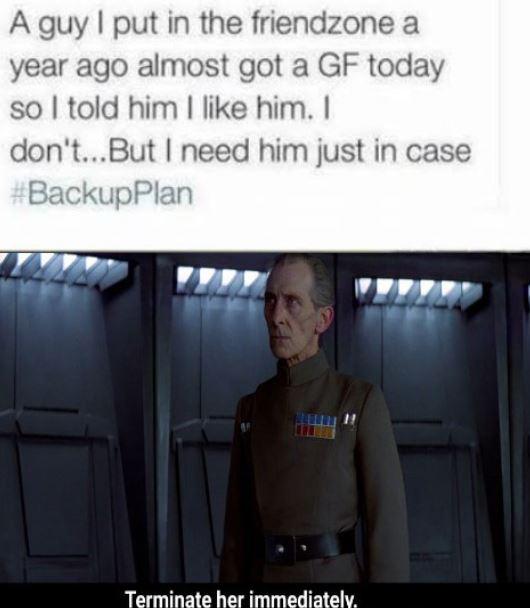 A guy I put in the friendzone a
year ago almost got a GF today
so I told him I like him. I
don't...But I need him just in case
#BackupPlan
Terminate her immediately.